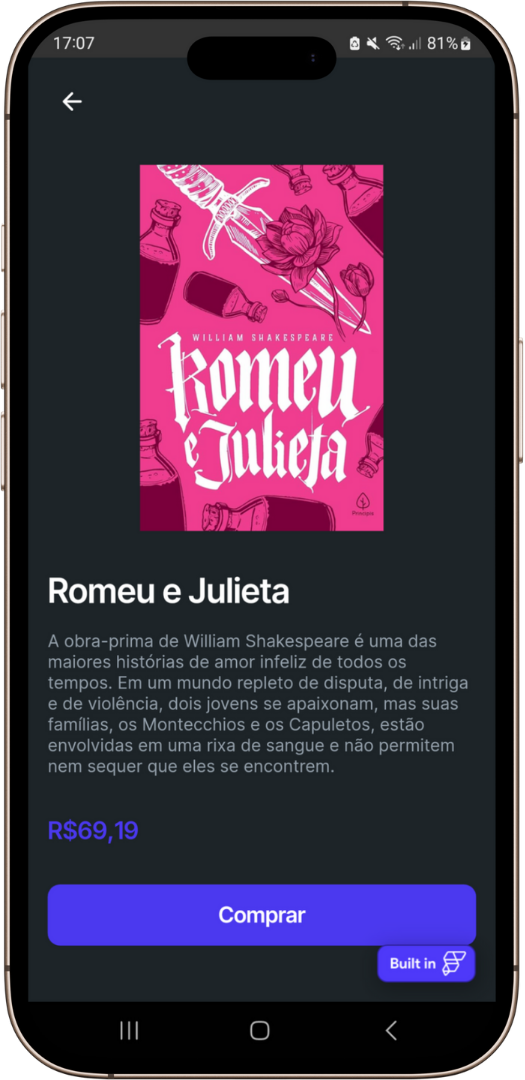 17:07
81%
WILLIAM SHAKESPEARE
Romeu
e Julieta
Principis
Romeu e Julieta
A obra-prima de William Shakespeare é uma das
maiores histórias de amor infeliz de todos os
tempos. Em um mundo repleto de disputa, de intriga
e de violência, dois jovens se apaixonam, mas suas
famílias, os Montecchios e os Capuletos, estão
envolvidas em uma rixa de sangue e não permitem
nem sequer que eles se encontrem.
R$69,19
Comprar
Built in